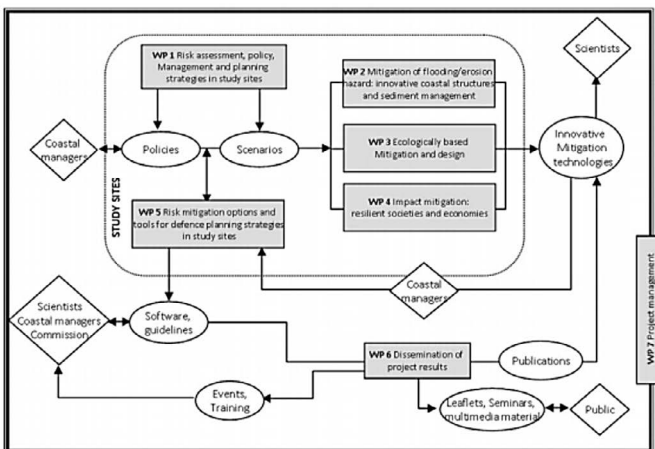 Scientists
WP 1 Risk assessment, policy,
Management and planning
strategies in study sites
WP 2 Mitigation of flooding/erosion
hazard: innovative coastal structures
and sediment management
Coastal
managers
Policies
Scenarios
WP 3 Ecologically based
Mitigation and design
Innovative
Mitigation
technologies
WP 4 Impact mitigation:
resilient societies and economies
STUDY SITES
WP 5 Risk mitigation options and
tools for defence planning strategies
in study sites
Coastal
managers
WP 7 Project management
Scientists
Coastal managers
Commission
Software,
guidelines
WP 6 Dissemination of
project results
Publications
Events,
Training
Leaflets, Seminars,
multimedia material
Public